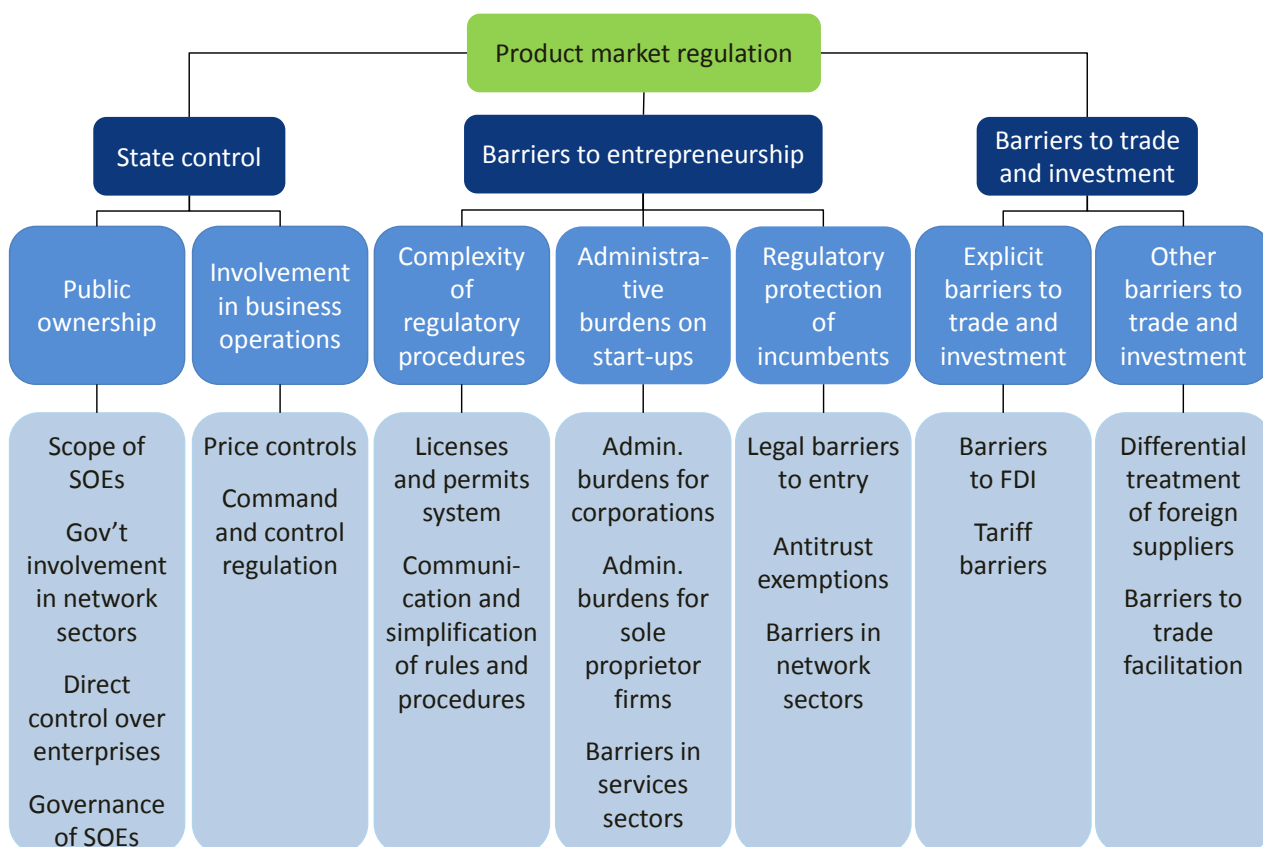 Product market regulation
State control
Barriers to entrepreneurship
Barriers to trade
and investment
Public
ownership
Involvement
in business
operations
Complexity
of
regulatory
procedures
Administra-
tive
burdens on
start-ups
Regulatory
protection
of
incumbents
Explicit
barriers to
trade and
investment
Other
barriers to
trade and
investment
Scope of
SOEs
Gov’t
involvement
in network
sectors
Direct
control over
enterprises
Governance
of SOEs
Price controls
Command
and control
regulation
Licenses
and permits
system
Communi-
cation and
simplification
of rules and
procedures
Admin.
burdens for
corporations
Admin.
burdens for
sole
proprietor
firms
Barriers in
services
sectors
Legal barriers
to entry
Antitrust
exemptions
Barriers in
network
sectors
Barriers
to FDI
Tariff
barriers
Differential
treatment
of foreign
suppliers
Barriers to
trade
facilitation